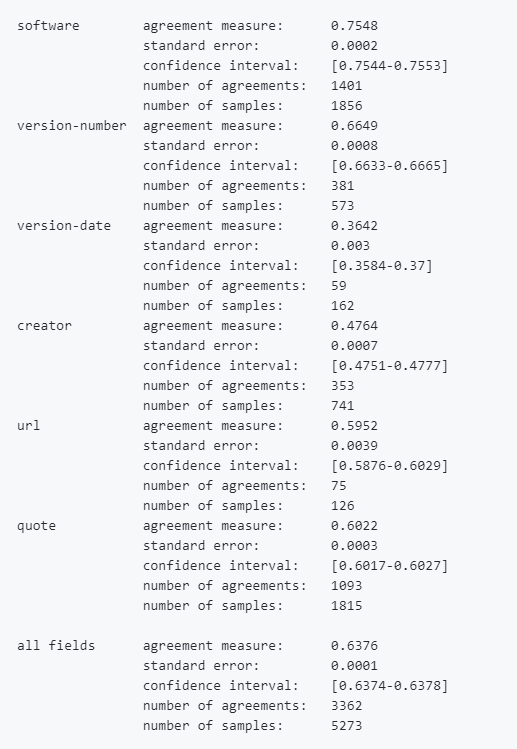 software agreement measure: 0.7548
standard error: 0.0002
confidence interval: [0.7544-0.7553]
number of agreements: 1401
number of samples: 1856
version-number agreement measure: 0.6649
standard error: 0.0008
confidence interval: [0.6633-0.6665]
number of agreements: 381
number of samples: 573
version-date agreement measure: 0.3642
standard error: 0.003
confidence interval: [0.3584-0.37]
number of agreements: 59
number of samples: 162
creator agreement measure: 0.4764
standard error: 0.0007
confidence interval: [0.4751-0.4777]
number of agreements: 353
number of samples: 741
url agreement measure: 0.5952
standard error: 0.0039
confidence interval: [0.5876-0.6029]
number of agreements: 75
number of samples: 126
quote agreement measure: 0.6022
standard error: 0.0003
confidence interval: [0.6017-0.6027]
number of agreements: 1093
number of samples: 1815
all fields agreement measure: 0.6376
standard error: 0.0001
confidence interval: [0.6374-0.6378]
number of agreements: 3362
number of samples: 5273